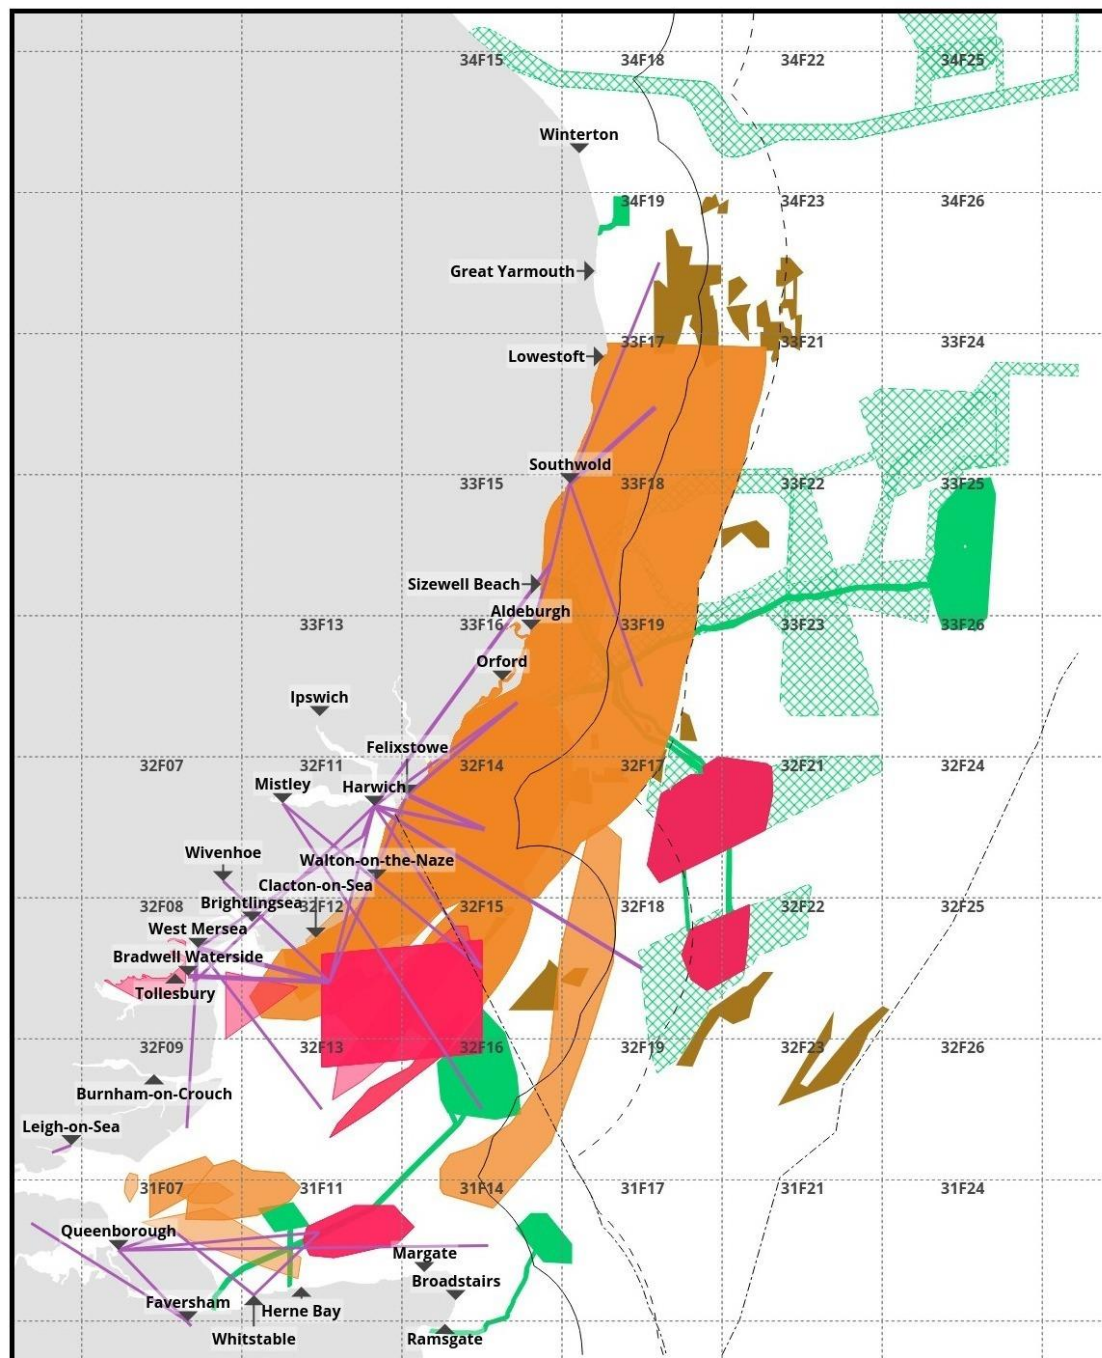 34F15 34F18 34F22 34F25
Winterton
34F19 34F23 34F26
Great Yarmouth
33F17 33F21 33F24
Lowestoft
Southwold
33F15 33F18 33F22 33F25
Sizewell Beach
Aldeburgh
33F13 33F16 33F19 33F23 33F26
Orford
Ipswich
Felixstowe
32F07 32F11 32F14 32F17 32F21 32F24
Mistley Harwich
Wivenhoe
Walton-on-the-Naze
Clacton-on-Sea
Brightlingsea
32F08 32F12 32F15 32F18 32F22 32F25
West Mersea
Bradwell Waterside
Tollesbury
32F09 32F13 32F16 32F19 32F23 32F26
Burnham-on-Crouch
Leigh-on-Sea
31F07 31F11 31F14 31F17 31F21 31F24
Queenborough
Margate
Broadstairs
Faversham
Herne Bay
Whitstable Ramsgate